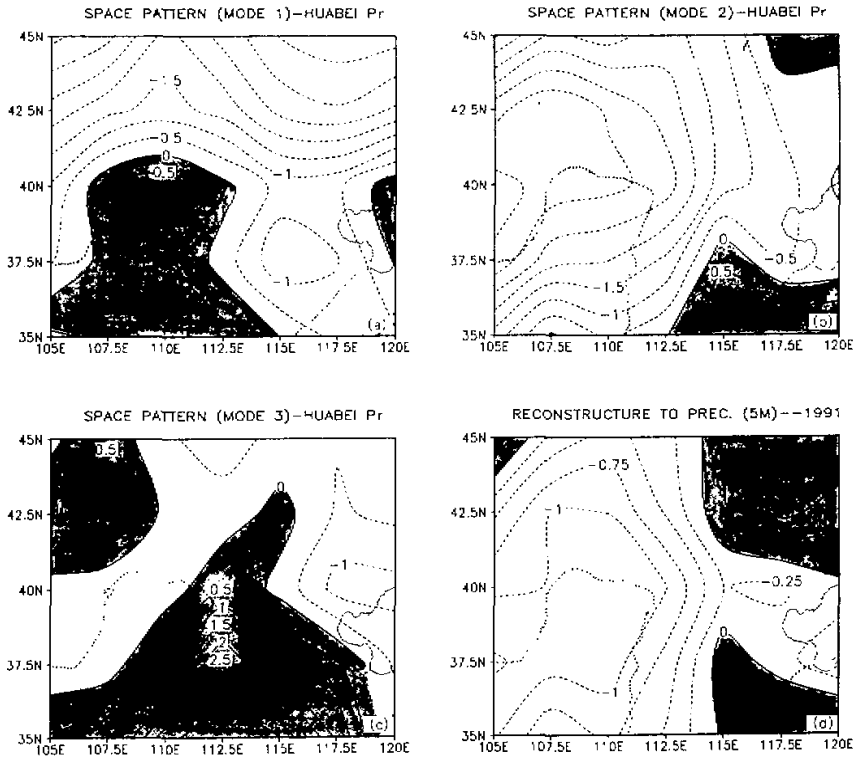 SPACE PATTERN (MODE 1)-HUABEI Pr
45N
42.5N
40N
37.5N
35N
-1.5
-0.5
0
0.5
-1
-1
(a)
105E 107.5E 110E 112.5E 115E 117.5E 120E
SPACE PATTERN (MODE 2)-HUABEI Pr
45N
42.5N
40N
37.5N
35N
0
-0.5
0.5
-1.5
-1
(b)
105E 107.5E 110E 112.5E 115E 117.5E 120E
SPACE PATTERN (MODE 3)-HUABEI Pr
45N
42.5N
40N
37.5N
35N
0.5
0
-1
0.5
1
1.5
2
2.5
(c)
105E 107.5E 110E 112.5E 115E 117.5E 120E
RECONSTRUCTURE TO PREC. (5M)--1991
45N
42.5N
40N
37.5N
35N
-0.75
-1
-0.25
0
-1
(d)
105E 107.5E 110E 112.5E 115E 117.5E 120E